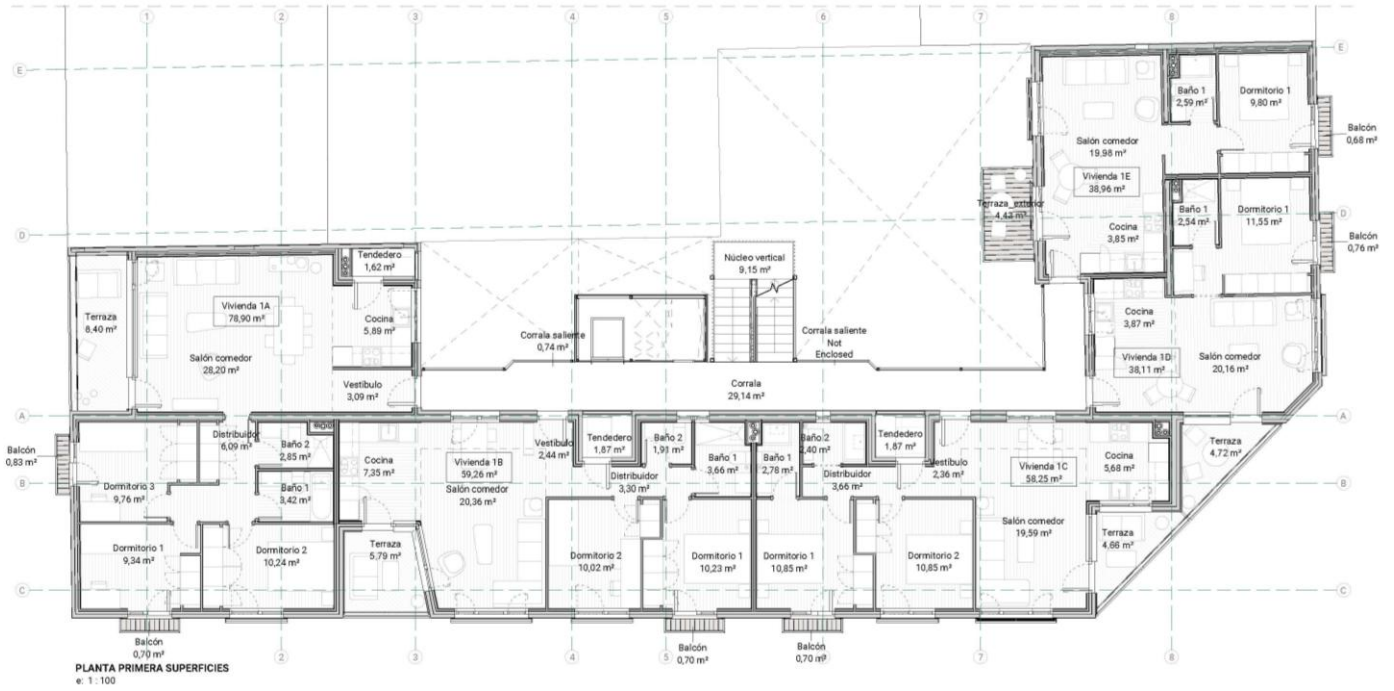 1 2 3 4 5 6 7 8
E
E
Baño 1
2,59 m²
Dormitorio 1
9,80 m²
Balcón
0,68 m²
Salón comedor
19,98 m²
Vivienda 1E
38,96 m²
Terraza exterior
4,43 m²
Cocina
3,85 m²
Baño 1
2,54 m²
Dormitorio 1
11,55 m²
D
D
Balcón
0,76 m²
Tendedero
1,62 m²
Núcleo vertical
9,15 m²
Terraza
8,40 m²
Vivienda 1A
78,90 m²
Cocina
5,89 m²
Salón comedor
28,20 m²
Vestíbulo
3,09 m²
Corrala saliente
0,74 m²
Corrala saliente
Not
Enclosed
Corrala
29,14 m²
Cocina
3,87 m²
Vivienda 1D
38,11 m²
Salón comedor
20,16 m²
A
A
Balcón
0,83 m²
Distribuidor
6,09 m²
Baño 2
2,85 m²
Baño 1
3,42 m²
Dormitorio 3
9,76 m²
Cocina
7,35 m²
Vivienda 1B
59,26 m²
Salón comedor
20,36 m²
Vestíbulo
2,44 m²
Tendedero
1,87 m²
Distribuidor
3,30 m²
Baño 2
1,91 m²
Baño 1
3,66 m²
Baño 1
2,78 m²
Baño 2
2,40 m²
Distribuidor
3,66 m²
Tendedero
1,87 m²
Vestíbulo
2,36 m²
Vivienda 1C
58,25 m²
Cocina
5,68 m²
Terraza
4,72 m²
B
B
Dormitorio 1
9,34 m²
Dormitorio 2
10,24 m²
Terraza
5,79 m²
Dormitorio 2
10,02 m²
Dormitorio 1
10,23 m²
Dormitorio 1
10,85 m²
Dormitorio 2
10,85 m²
Salón comedor
19,59 m²
Terraza
4,66 m²
C
C
Balcón
0,70 m²
Balcón
0,70 m²
Balcón
0,70 m²
1 2 3 4 5 6 7 8
PLANTA PRIMERA SUPERFICIES
e: 1 : 100